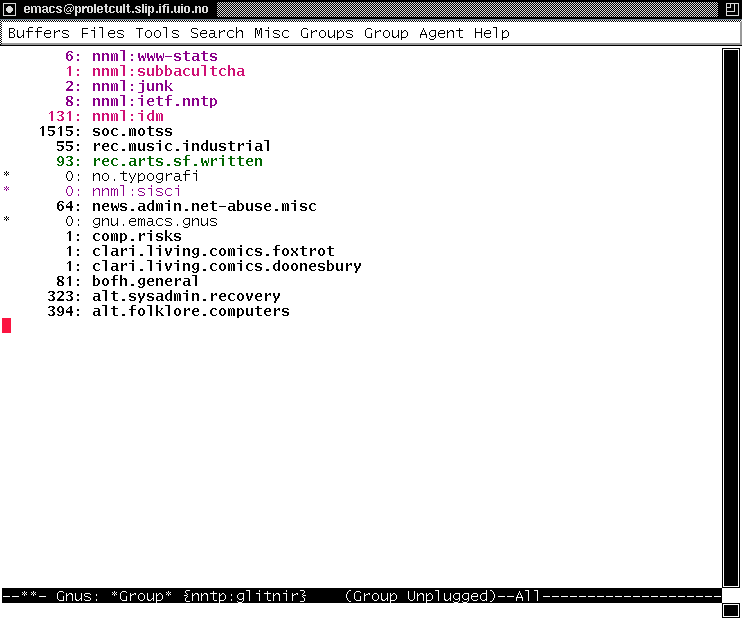 emacs@proletcult.slip.ifi.uio.no
Buffers Files Tools Search Misc Groups Group Agent Help
6: nnml:www-stats
1: nnml:subbacultcha
2: nnml:junk
8: nnml:ietf.nntp
131: nnml:idm
1515: soc.motss
55: rec.music.industrial
93: rec.arts.sf.written
* 0: no.typografi
* 0: nnml:sisci
64: news.admin.net-abuse.misc
* 0: gnu.emacs.gnus
1: comp.risks
1: clari.living.comics.foxtrot
1: clari.living.comics.doonesbury
81: bofh.general
323: alt.sysadmin.recovery
394: alt.folklore.computers
--**- Gnus: *Group* {nntp:glitnir} (Group Unplugged)--All--------------------